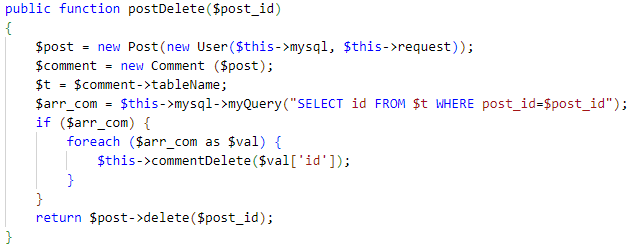 public function postDelete($post_id)
{
    $post = new Post(new User($this->mysql, $this->request));
    $comment = new Comment ($post);
    $t = $comment->tableName;
    $arr_com = $this->mysql->myQuery("SELECT id FROM $t WHERE post_id=$post_id");
    if ($arr_com) {
        foreach ($arr_com as $val) {
            $this->commentDelete($val['id']);
        }
    }
    return $post->delete($post_id);
}